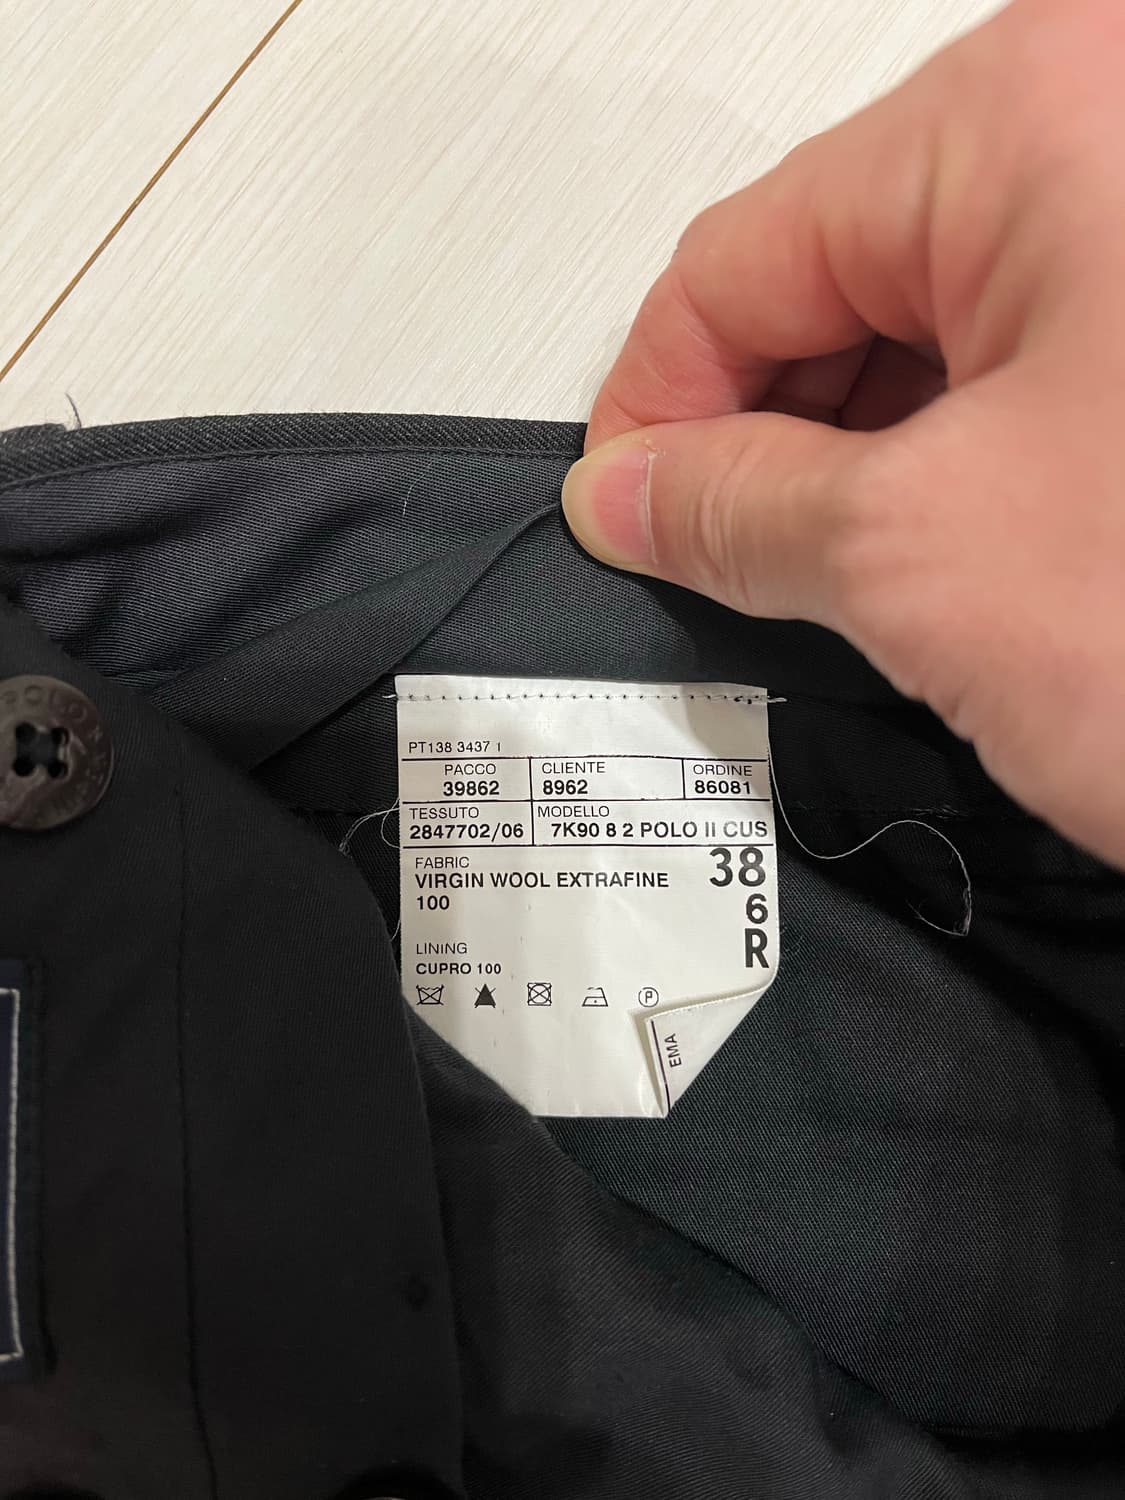 PT138 3437 1
PACCO CLIENTE ORDINE
39862 8962 86081
TESSUTO MODELLO
2847702/06 7K90 8 2 POLO II CUS
FABRIC
VIRGIN WOOL EXTRAFINE
100
38
6
R
LINING
CUPRO 100
P
EMA
POLO